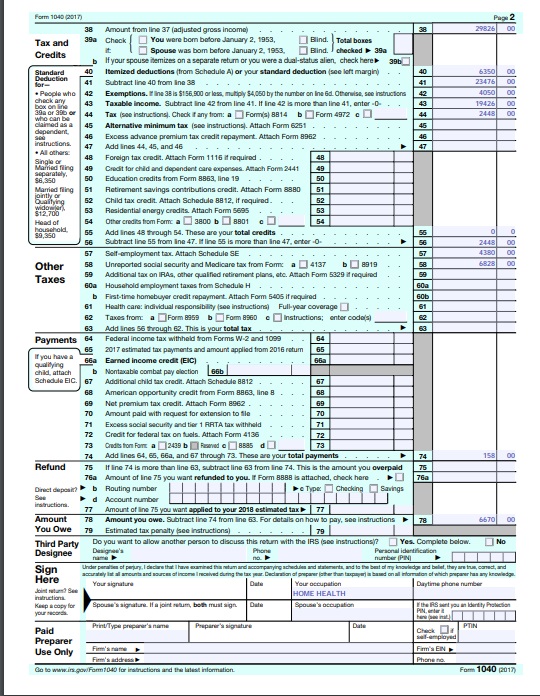 Form 1040 (2017) Page 2
38 Amount from line 37 (adjusted gross income) 38 29826 00
Tax and Credits
39a Check if: You were born before January 2, 1953, Blind. Total boxes
Spouse was born before January 2, 1953, Blind. checked ▶ 39a
b If your spouse itemizes on a separate return or you were a dual-status alien, check here ▶ 39b
Standard Deduction for—
• People who check any box on line 39a or 39b or who can be claimed as a dependent, see instructions.
• All others:
Single or Married filing separately, $6,350
Married filing jointly or Qualifying widow(er), $12,700
Head of household, $9,350
40 Itemized deductions (from Schedule A) or your standard deduction (see left margin) 40 6350 00
41 Subtract line 40 from line 38 41 23476 00
42 Exemptions. If line 38 is $156,900 or less, multiply $4,050 by the number on line 6d. Otherwise, see instructions 42 4050 00
43 Taxable income. Subtract line 42 from line 41. If line 42 is more than line 41, enter -0- 43 19426 00
44 Tax (see instructions). Check if any from: a Form(s) 8814 b Form 4972 c 44 2448 00
45 Alternative minimum tax (see instructions). Attach Form 6251 45
46 Excess advance premium tax credit repayment. Attach Form 8962 46
47 Add lines 44, 45, and 46 ▶ 47
48 Foreign tax credit. Attach Form 1116 if required 48
49 Credit for child and dependent care expenses. Attach Form 2441 49
50 Education credits from Form 8863, line 19 50
51 Retirement savings contributions credit. Attach Form 8880 51
52 Child tax credit. Attach Schedule 8812, if required 52
53 Residential energy credits. Attach Form 5695 53
54 Other credits from Form: a 3800 b 8801 c 54
55 Add lines 48 through 54. These are your total credits 55 0 0
56 Subtract line 55 from line 47. If line 55 is more than line 47, enter -0- ▶ 56 2448 00
Other Taxes
57 Self-employment tax. Attach Schedule SE 57 4380 00
58 Unreported social security and Medicare tax from Form: a 4137 b 8919 58 6828 00
59 Additional tax on IRAs, other qualified retirement plans, etc. Attach Form 5329 if required 59
60a Household employment taxes from Schedule H 60a
b First-time homebuyer credit repayment. Attach Form 5405 if required 60b
61 Health care: individual responsibility (see instructions) Full-year coverage 61
62 Taxes from: a Form 8959 b Form 8960 c Instructions; enter code(s) 62
63 Add lines 56 through 62. This is your total tax ▶ 63
Payments
64 Federal income tax withheld from Forms W-2 and 1099 64
65 2017 estimated tax payments and amount applied from 2016 return 65
If you have a qualifying child, attach Schedule EIC.
66a Earned income credit (EIC) 66a
b Nontaxable combat pay election 66b
67 Additional child tax credit. Attach Schedule 8812 67
68 American opportunity credit from Form 8863, line 8 68
69 Net premium tax credit. Attach Form 8962 69
70 Amount paid with request for extension to file 70
71 Excess social security and tier 1 RRTA tax withheld 71
72 Credit for federal tax on fuels. Attach Form 4136 72
73 Credits from Form: a 2439 b Reserved c 8885 d 73
74 Add lines 64, 65, 66a, and 67 through 73. These are your total payments ▶ 74 158 00
Refund
75 If line 74 is more than line 63, subtract line 63 from line 74. This is the amount you overpaid 75
76a Amount of line 75 you want refunded to you. If Form 8888 is attached, check here ▶ 76a
Direct deposit? See instructions.
▶ b Routing number ▶ c Type: Checking Savings
▶ d Account number
77 Amount of line 75 you want applied to your 2018 estimated tax ▶ 77
Amount You Owe
78 Amount you owe. Subtract line 74 from line 63. For details on how to pay, see instructions ▶ 78 6670 00
79 Estimated tax penalty (see instructions) 79
Third Party Designee
Do you want to allow another person to discuss this return with the IRS (see instructions)? Yes. Complete below. No
Designee's name ▶ Phone no. ▶ Personal identification number (PIN) ▶
Sign Here
Under penalties of perjury, I declare that I have examined this return and accompanying schedules and statements, and to the best of my knowledge and belief, they are true, correct, and
accurately list all amounts and sources of income I received during the tax year. Declaration of preparer (other than taxpayer) is based on all information of which preparer has any knowledge.
Joint return? See instructions. Keep a copy for your records.
Your signature Date Your occupation Daytime phone number
HOME HEALTH
Spouse's signature. If a joint return, both must sign. Date Spouse's occupation If the IRS sent you an Identity Protection PIN, enter it here (see inst.)
Paid Preparer Use Only
Print/Type preparer's name Preparer's signature Date Check if self-employed PTIN
Firm's name ▶ Firm's EIN ▶
Firm's address ▶ Phone no.
Go to www.irs.gov/Form1040 for instructions and the latest information. Form 1040 (2017)